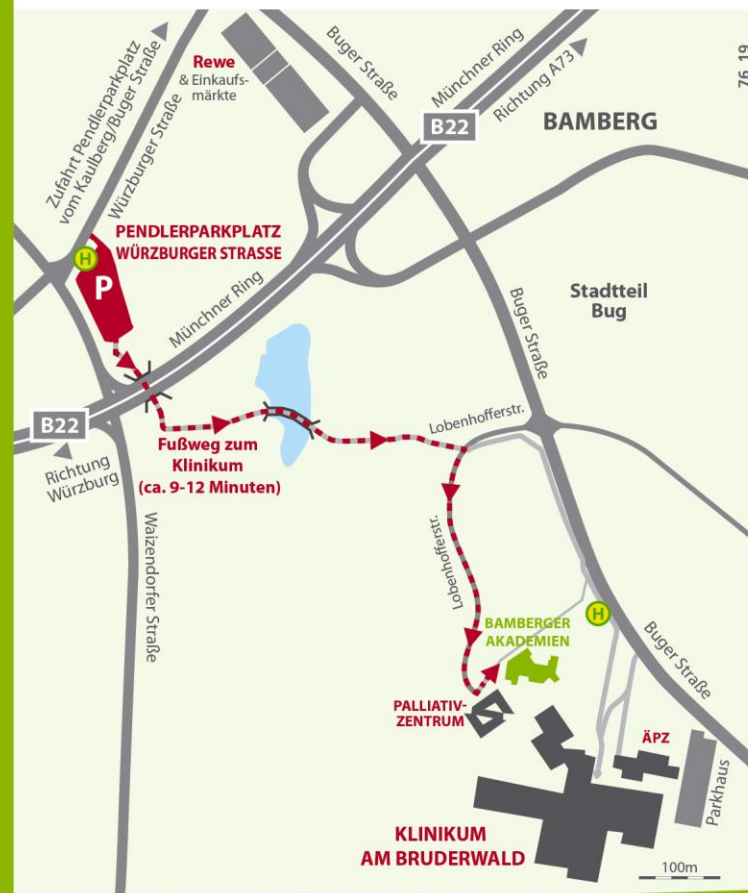 Zufahrt Pendlerparkplatz
vom Kaulberg/Buger Straße
Würzburger Straße
Rewe
& Einkaufs-
märkte
Buger Straße
Münchner Ring
Richtung A73
76_19
B22
BAMBERG
PENDLERPARKPLATZ
WÜRZBURGER STRASSE
H
P
Münchner Ring
Stadtteil
Bug
Buger Straße
B22
Richtung
Würzburg
Fußweg zum
Klinikum
(ca. 9-12 Minuten)
Lobenhofferstr.
Waizendorfer Straße
Lobenhofferstr.
H
BAMBERGER
AKADEMIEN
Buger Straße
PALLIATIV-
ZENTRUM
ÄPZ
Parkhaus
KLINIKUM
AM BRUDERWALD
100m